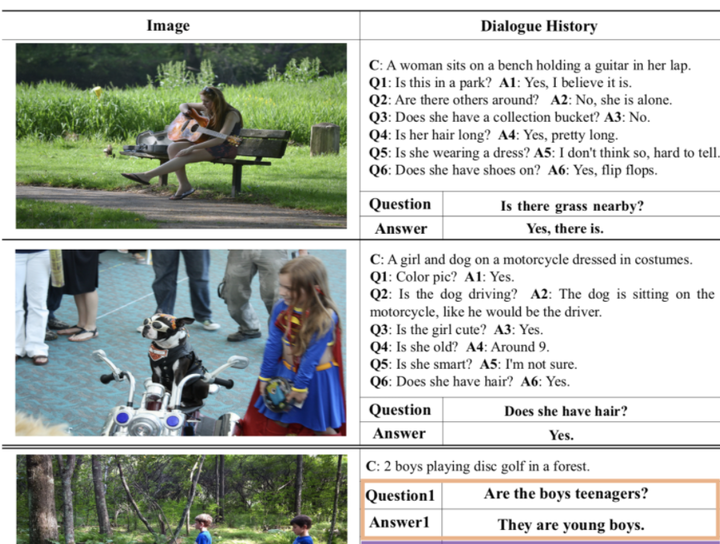 Image
Dialogue History
C: A woman sits on a bench holding a guitar in her lap.
Q1: Is this in a park? A1: Yes, I believe it is.
Q2: Are there others around? A2: No, she is alone.
Q3: Does she have a collection bucket? A3: No.
Q4: Is her hair long? A4: Yes, pretty long.
Q5: Is she wearing a dress? A5: I don't think so, hard to tell.
Q6: Does she have shoes on? A6: Yes, flip flops.
Question
Is there grass nearby?
Answer
Yes, there is.
C: A girl and dog on a motorcycle dressed in costumes.
Q1: Color pic? A1: Yes.
Q2: Is the dog driving? A2: The dog is sitting on the
motorcycle, like he would be the driver.
Q3: Is the girl cute? A3: Yes.
Q4: Is she old? A4: Around 9.
Q5: Is she smart? A5: I'm not sure.
Q6: Does she have hair? A6: Yes.
Question
Does she have hair?
Answer
Yes.
C: 2 boys playing disc golf in a forest.
Question1
Are the boys teenagers?
Answer1
They are young boys.